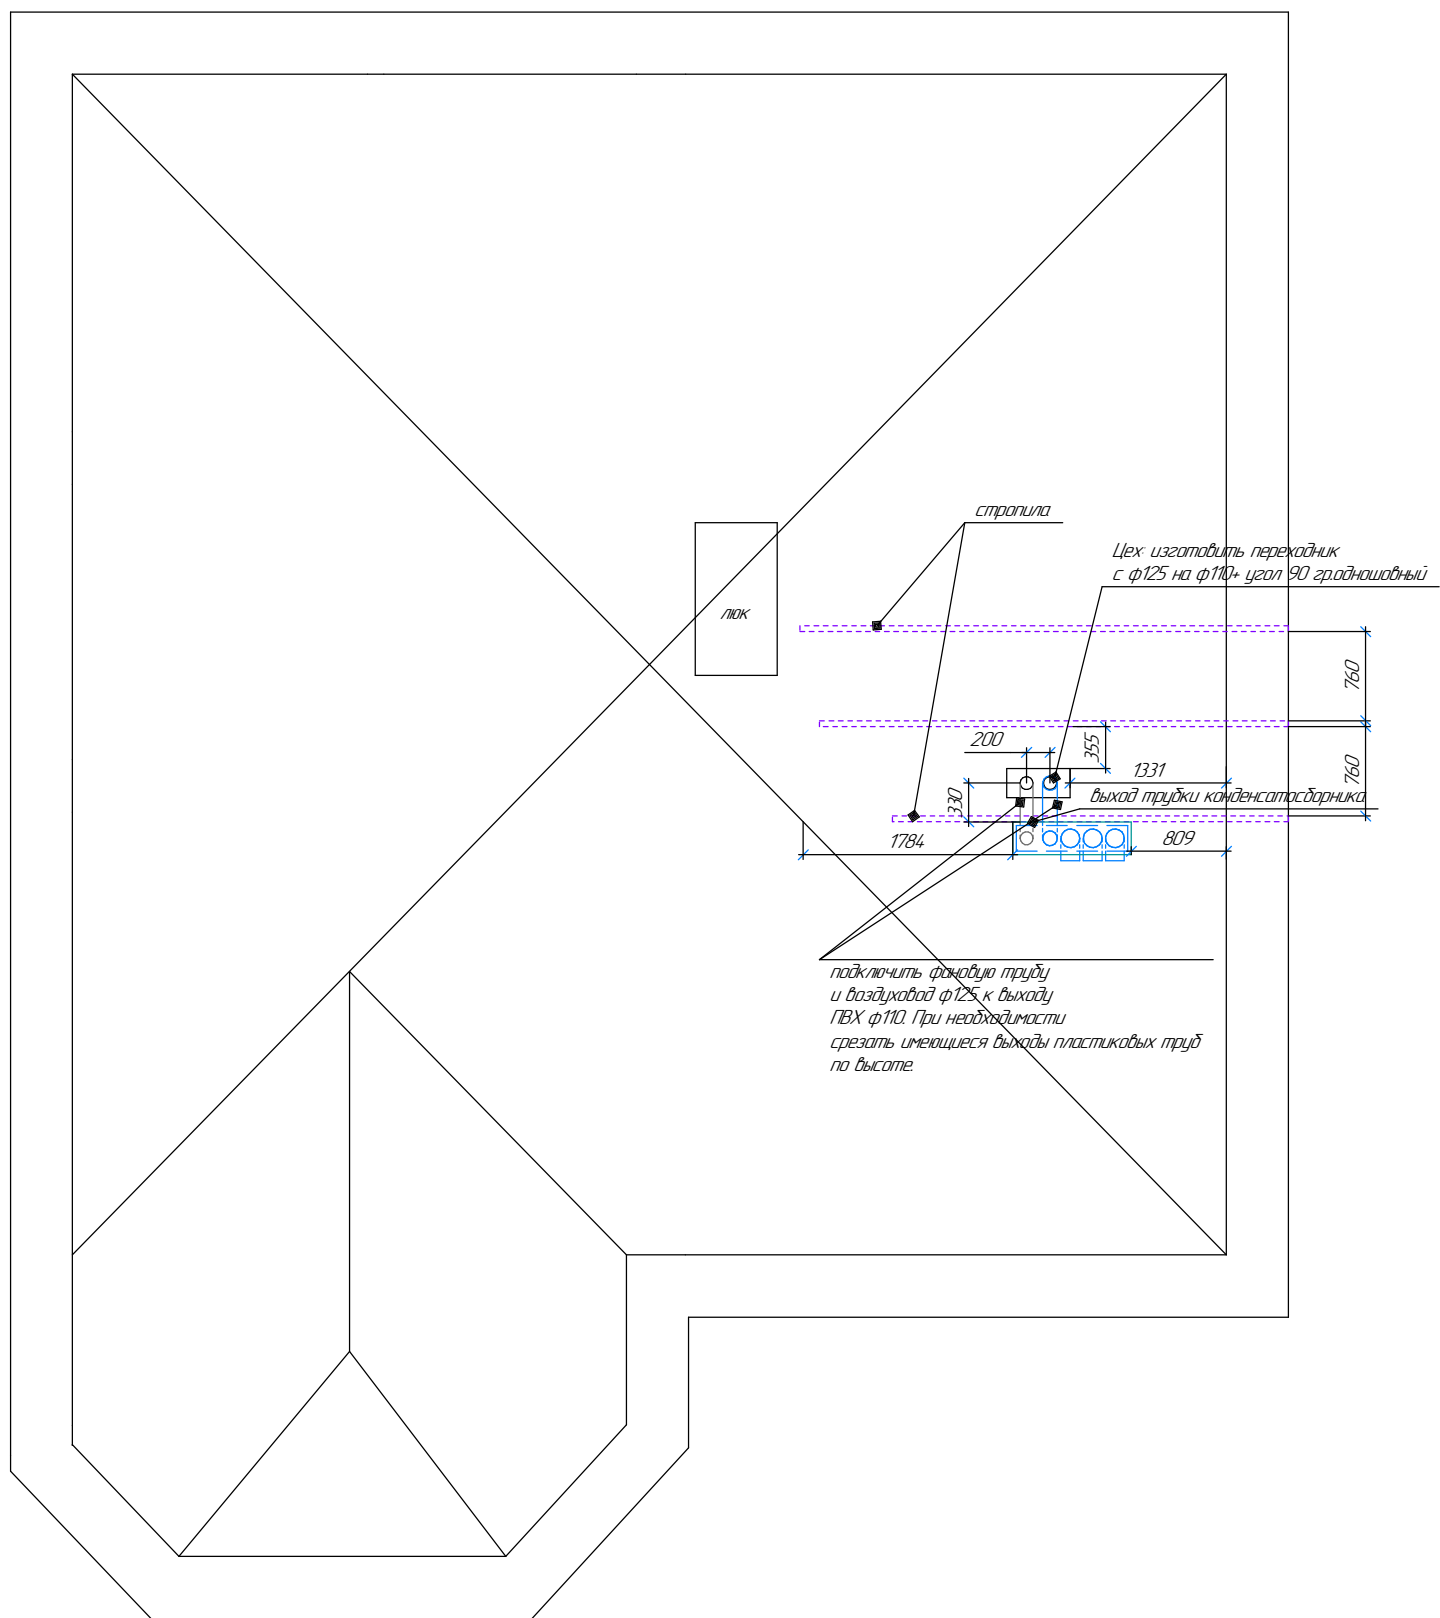 стропила
Цех: изготовить переходник
с ф125 на ф110+ угол 90 гр.одношовный
люк
760
200
355
1331
760
330
выход трубки конденсатосборника
1784
809
подключить фановую трубу
и воздуховод ф125 к выходу
ПВХ ф110. При необходимости
срезать имеющиеся выходы пластиковых труб
по высоте.